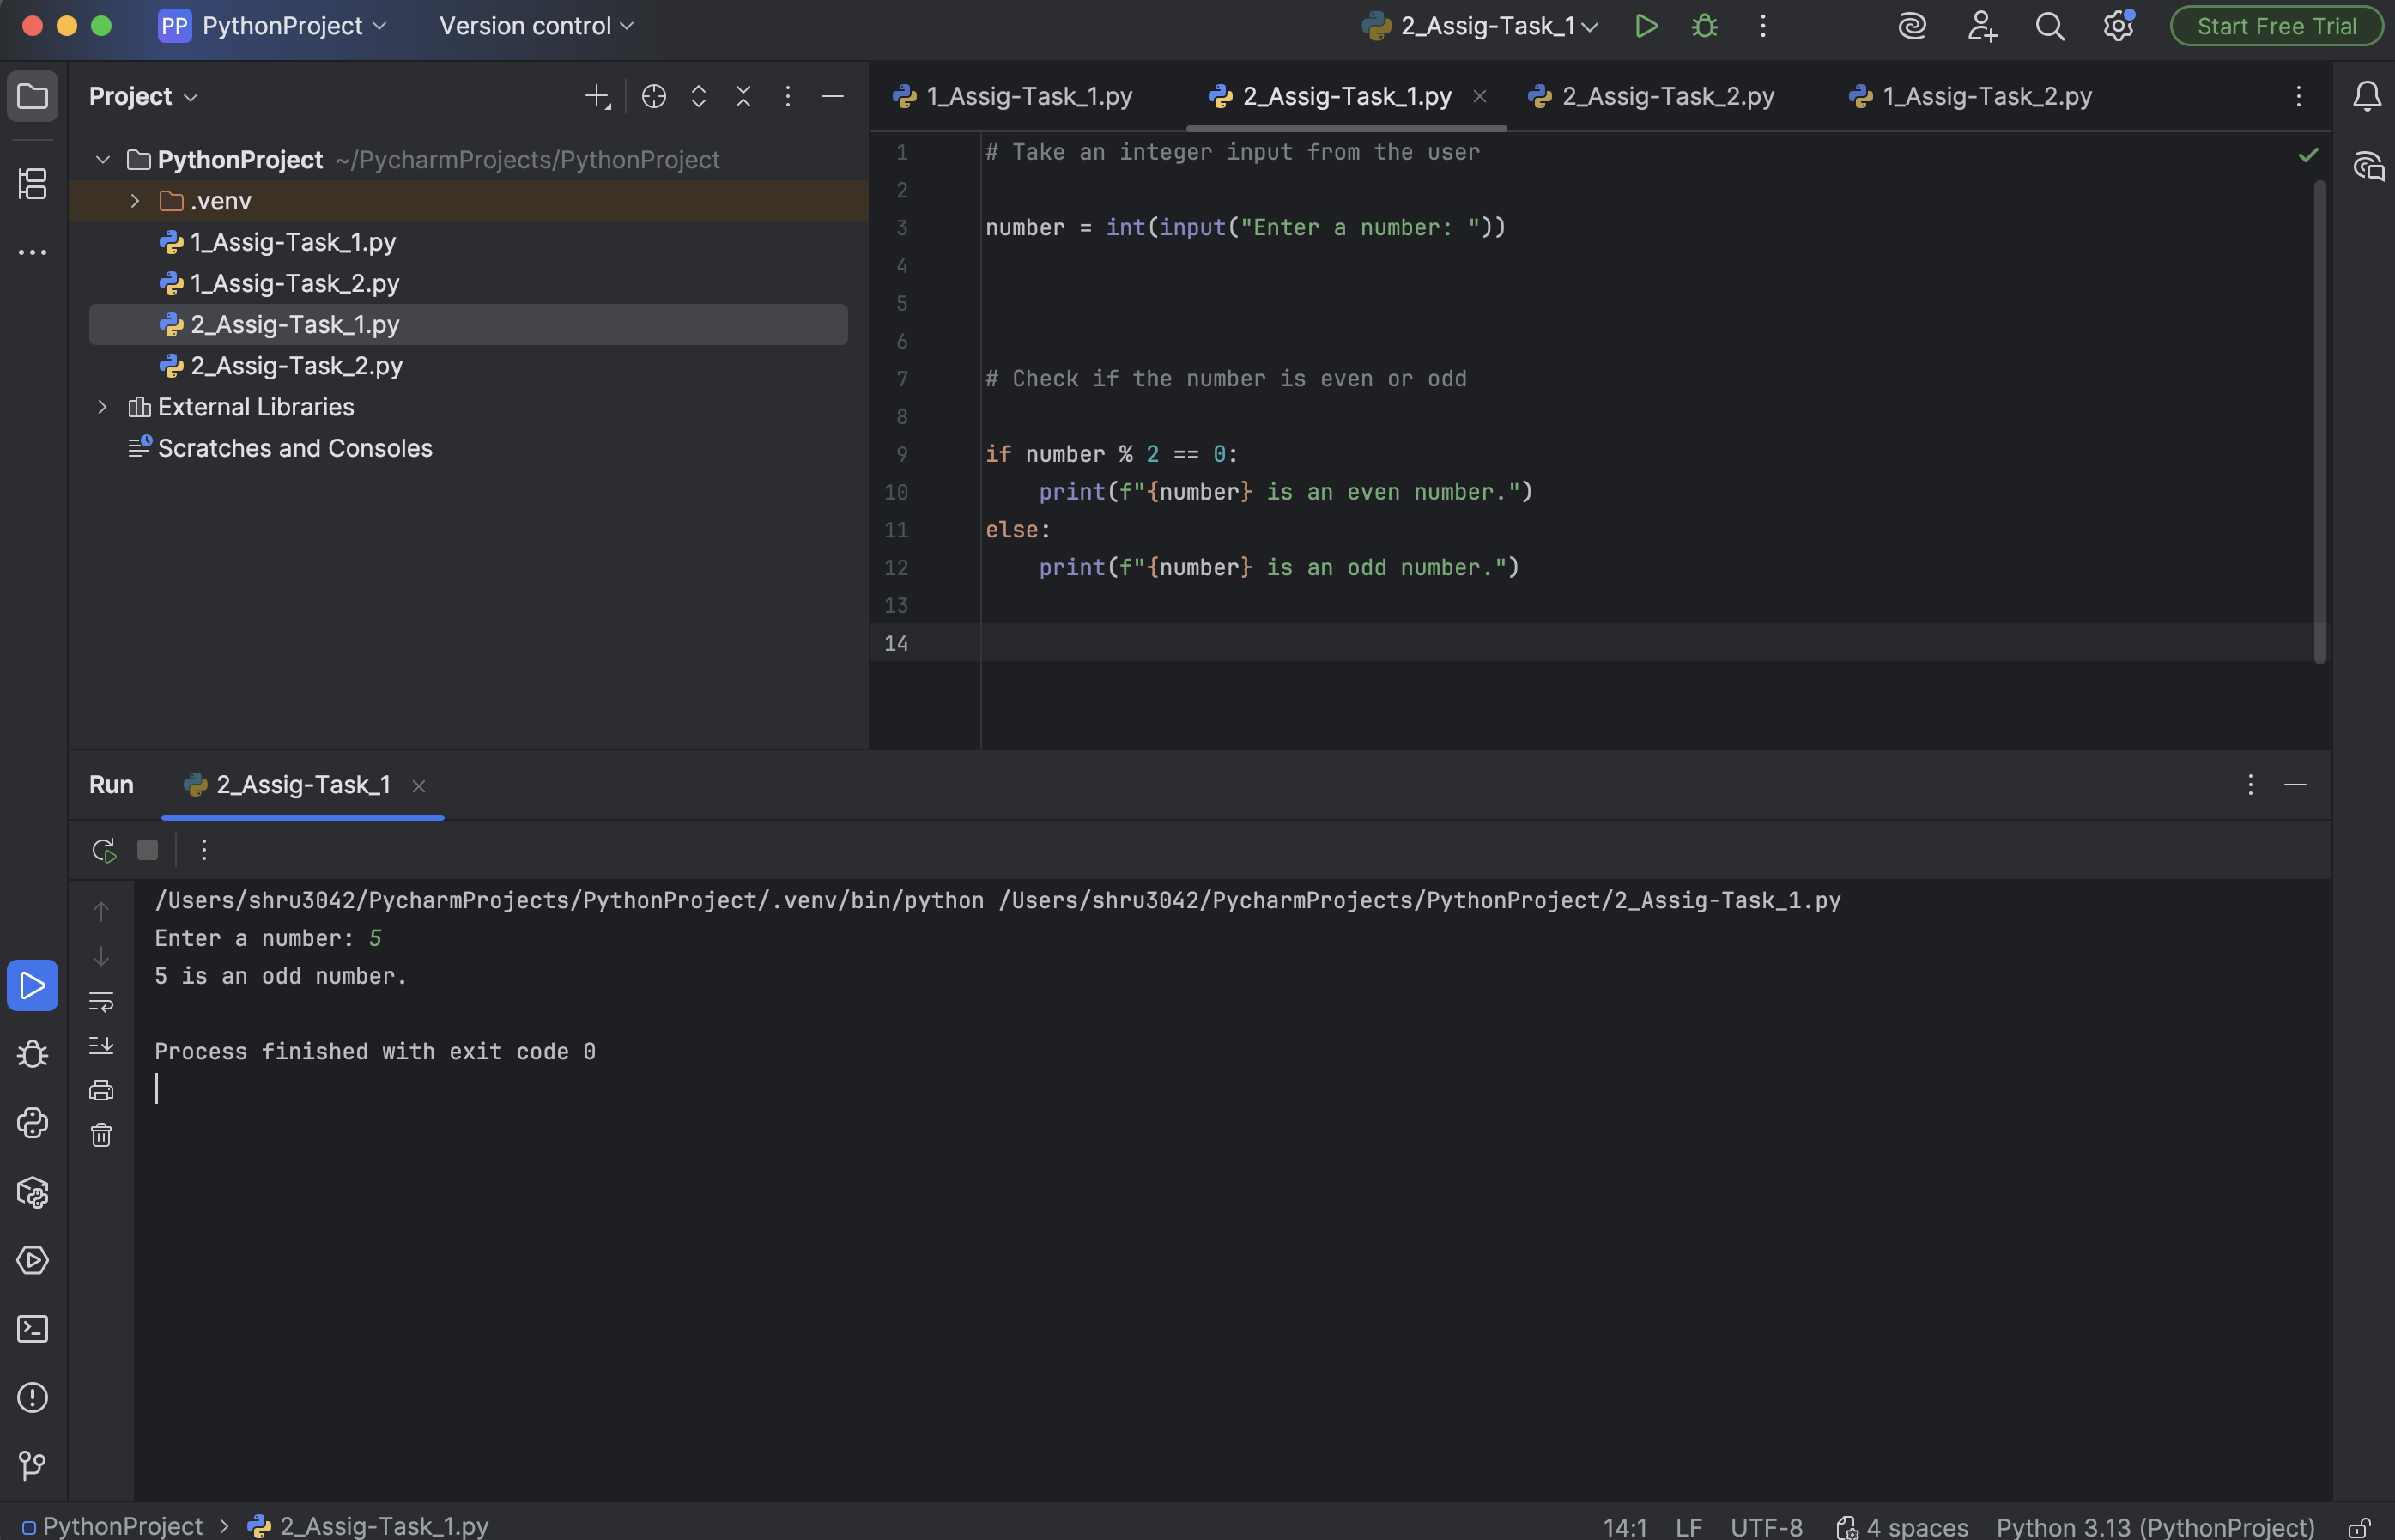 PP PythonProject Version control 2_Assig-Task_1 Start Free Trial
Project
1_Assig-Task_1.py 2_Assig-Task_1.py 2_Assig-Task_2.py 1_Assig-Task_2.py
PythonProject ~/PycharmProjects/PythonProject
.venv
1_Assig-Task_1.py
1_Assig-Task_2.py
2_Assig-Task_1.py
2_Assig-Task_2.py
External Libraries
Scratches and Consoles
1 # Take an integer input from the user
2
3 number = int(input("Enter a number: "))
4
5
6
7 # Check if the number is even or odd
8
9 if number % 2 == 0:
10     print(f"{number} is an even number.")
11 else:
12     print(f"{number} is an odd number.")
13
14
Run 2_Assig-Task_1
/Users/shru3042/PycharmProjects/PythonProject/.venv/bin/python /Users/shru3042/PycharmProjects/PythonProject/2_Assig-Task_1.py
Enter a number: 5
5 is an odd number.
Process finished with exit code 0
PythonProject > 2_Assig-Task_1.py 14:1 LF UTF-8 4 spaces Python 3.13 (PythonProject)